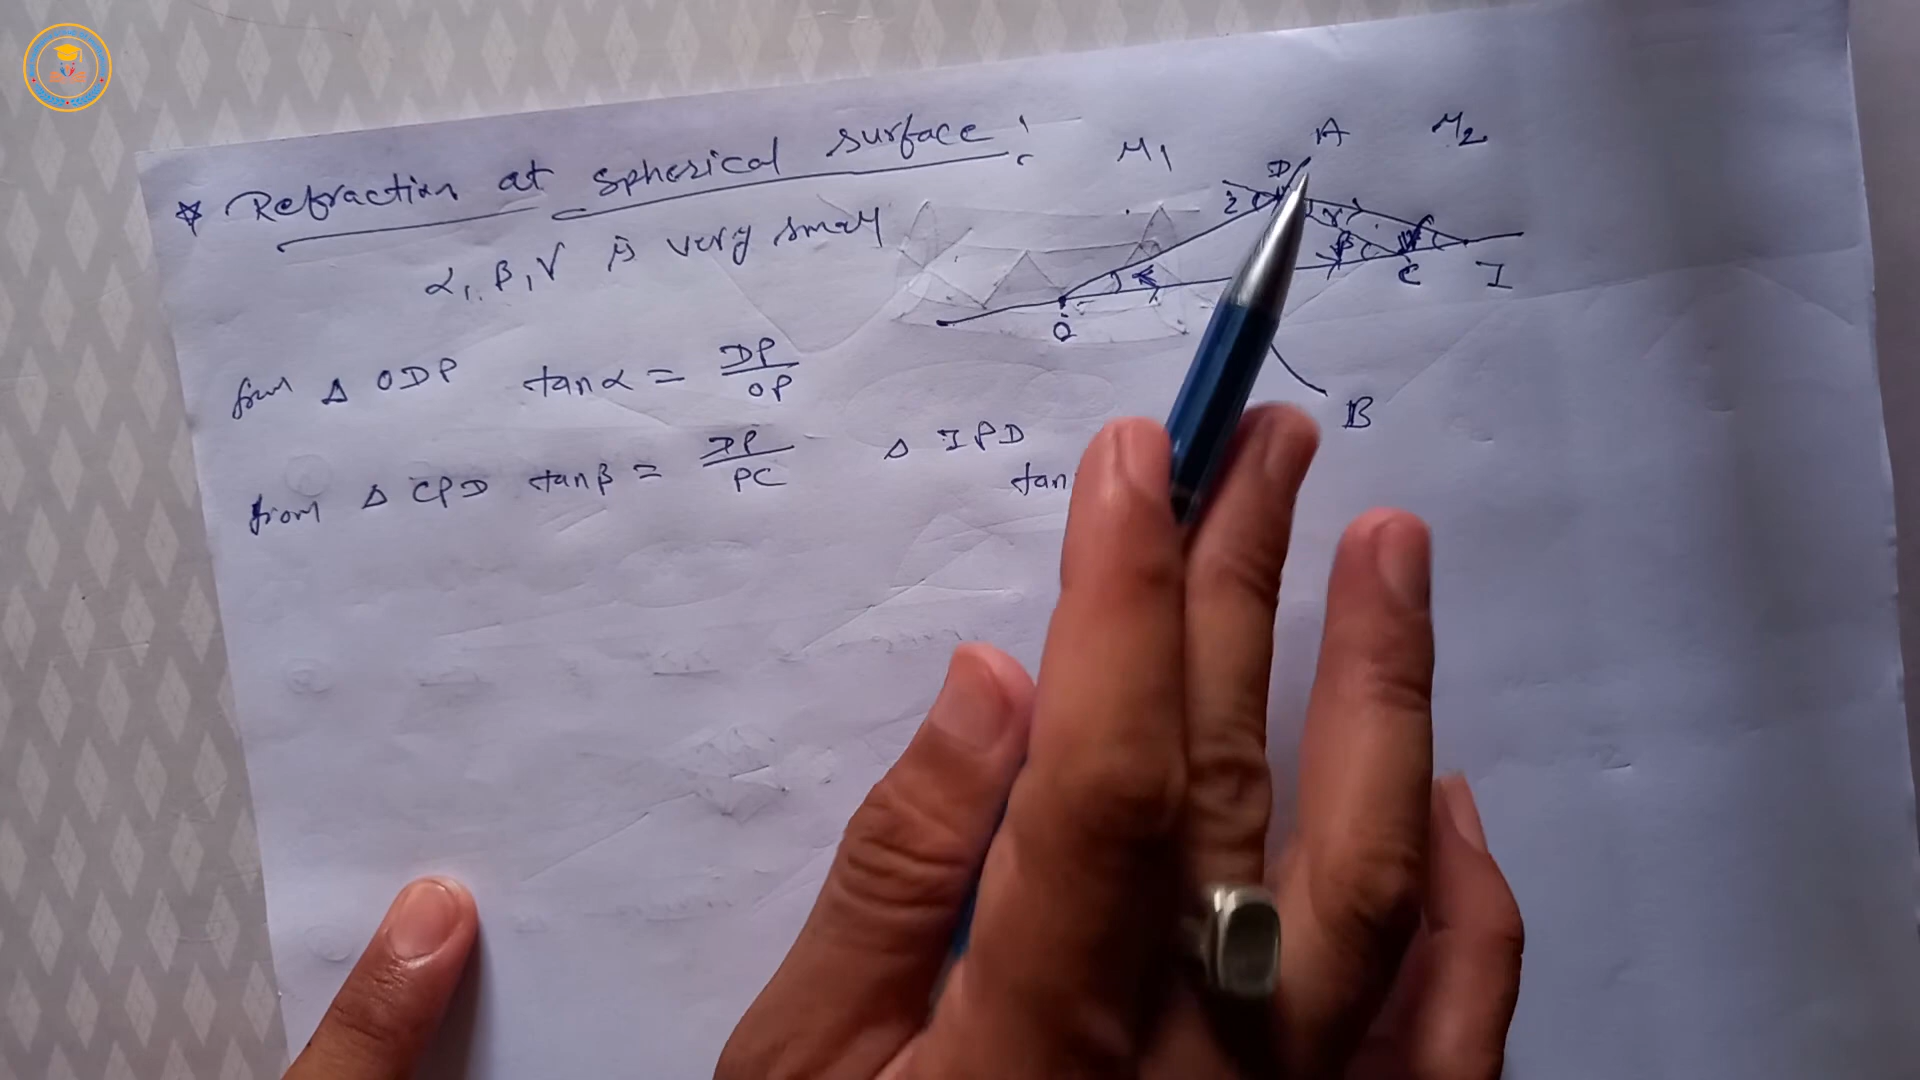 ☆ Refraction at spherical surface:
α, β, γ is very small
from Δ ODP tanα = DP/OP
from Δ CPD tanβ = DP/PC
Δ IPD
tan
μ1
A
μ2
D
i
r
α
β
γ
O
C
I
B